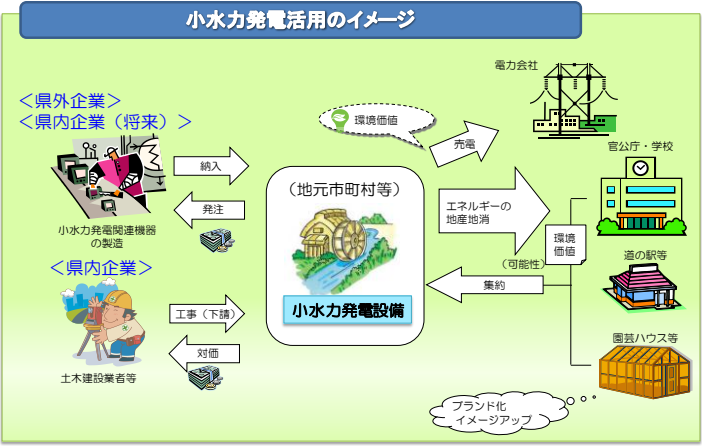 小水力発電活用のイメージ
＜県外企業＞
＜県内企業（将来）＞
小水力発電関連機器
の製造
納入
発注
＜県内企業＞
土木建設業者等
工事（下請）
対価
（地元市町村等）
小水力発電設備
環境価値
売電
電力会社
エネルギーの
地産地消
官公庁・学校
環境
価値
（可能性）
集約
道の駅等
園芸ハウス等
ブランド化
イメージアップ